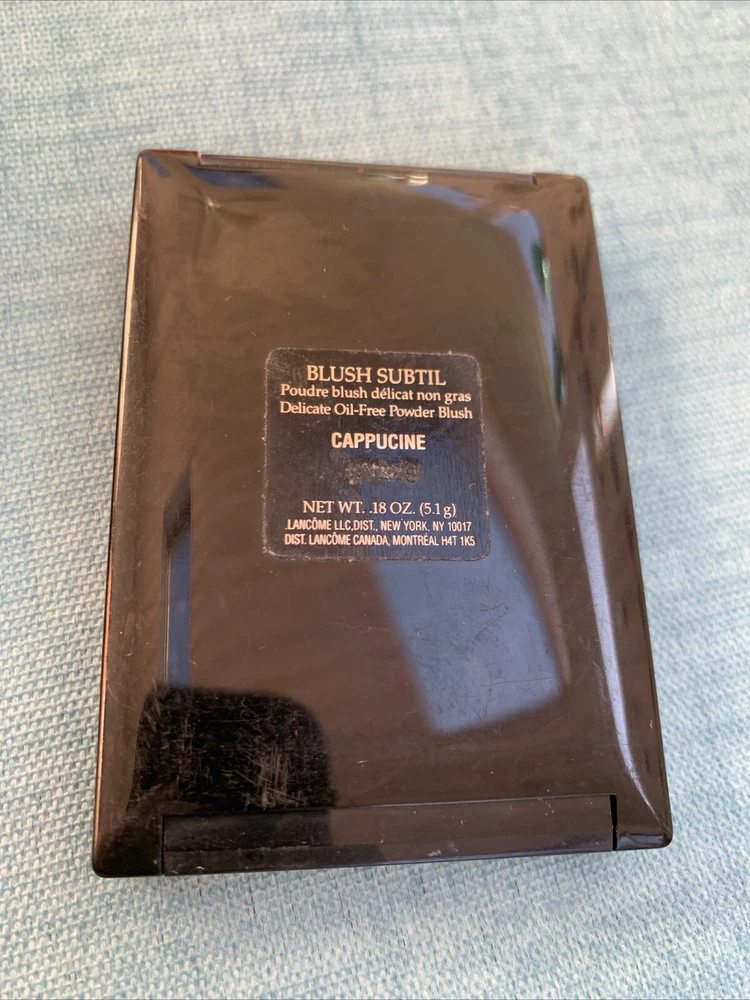 BLUSH SUBTIL
Poudre blush délicat non gras
Delicate Oil-Free Powder Blush
CAPPUCINE
NET WT. .18 OZ. (5.1 g)
LANCÔME LLC,DIST., NEW YORK. NY 10017
DIST. LANCÔME CANADA, MONTRÉAL H4T 1K5